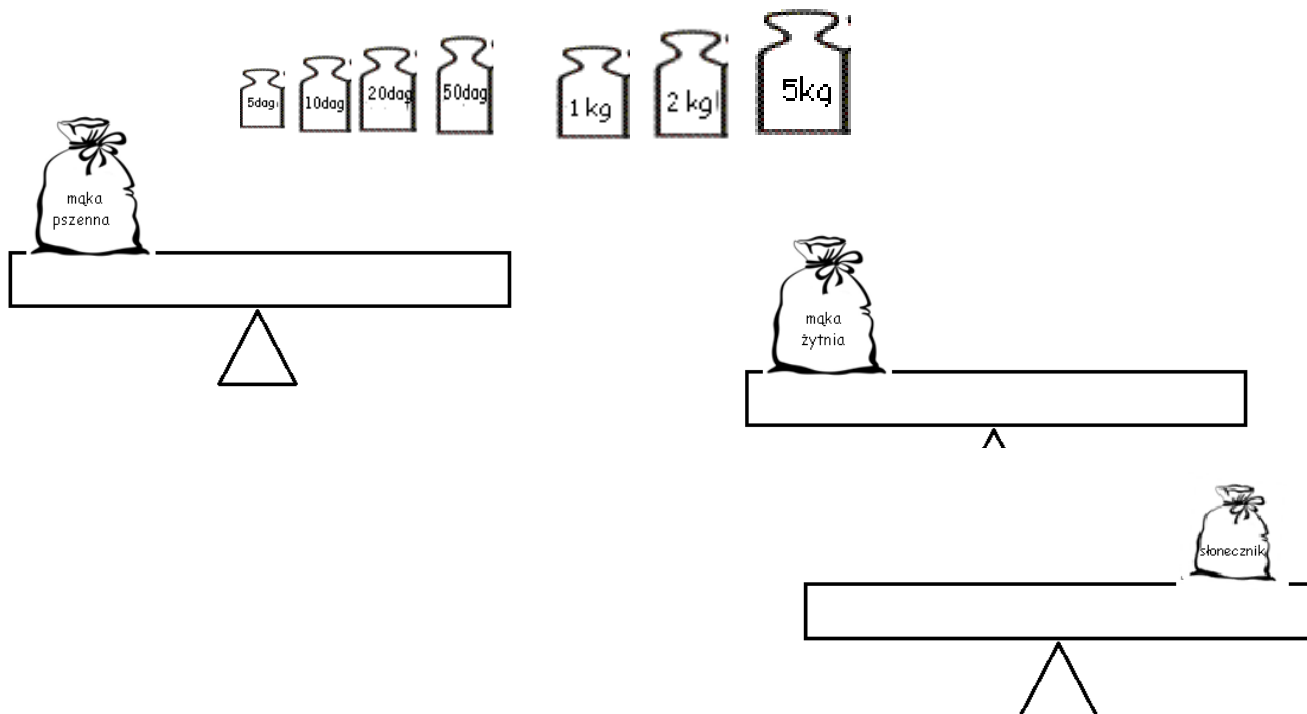 5dag
10dag
20dag
50dag
1 kg
2 kg
5kg
mąka
pszenna
mąka
żytnia
słonecznik